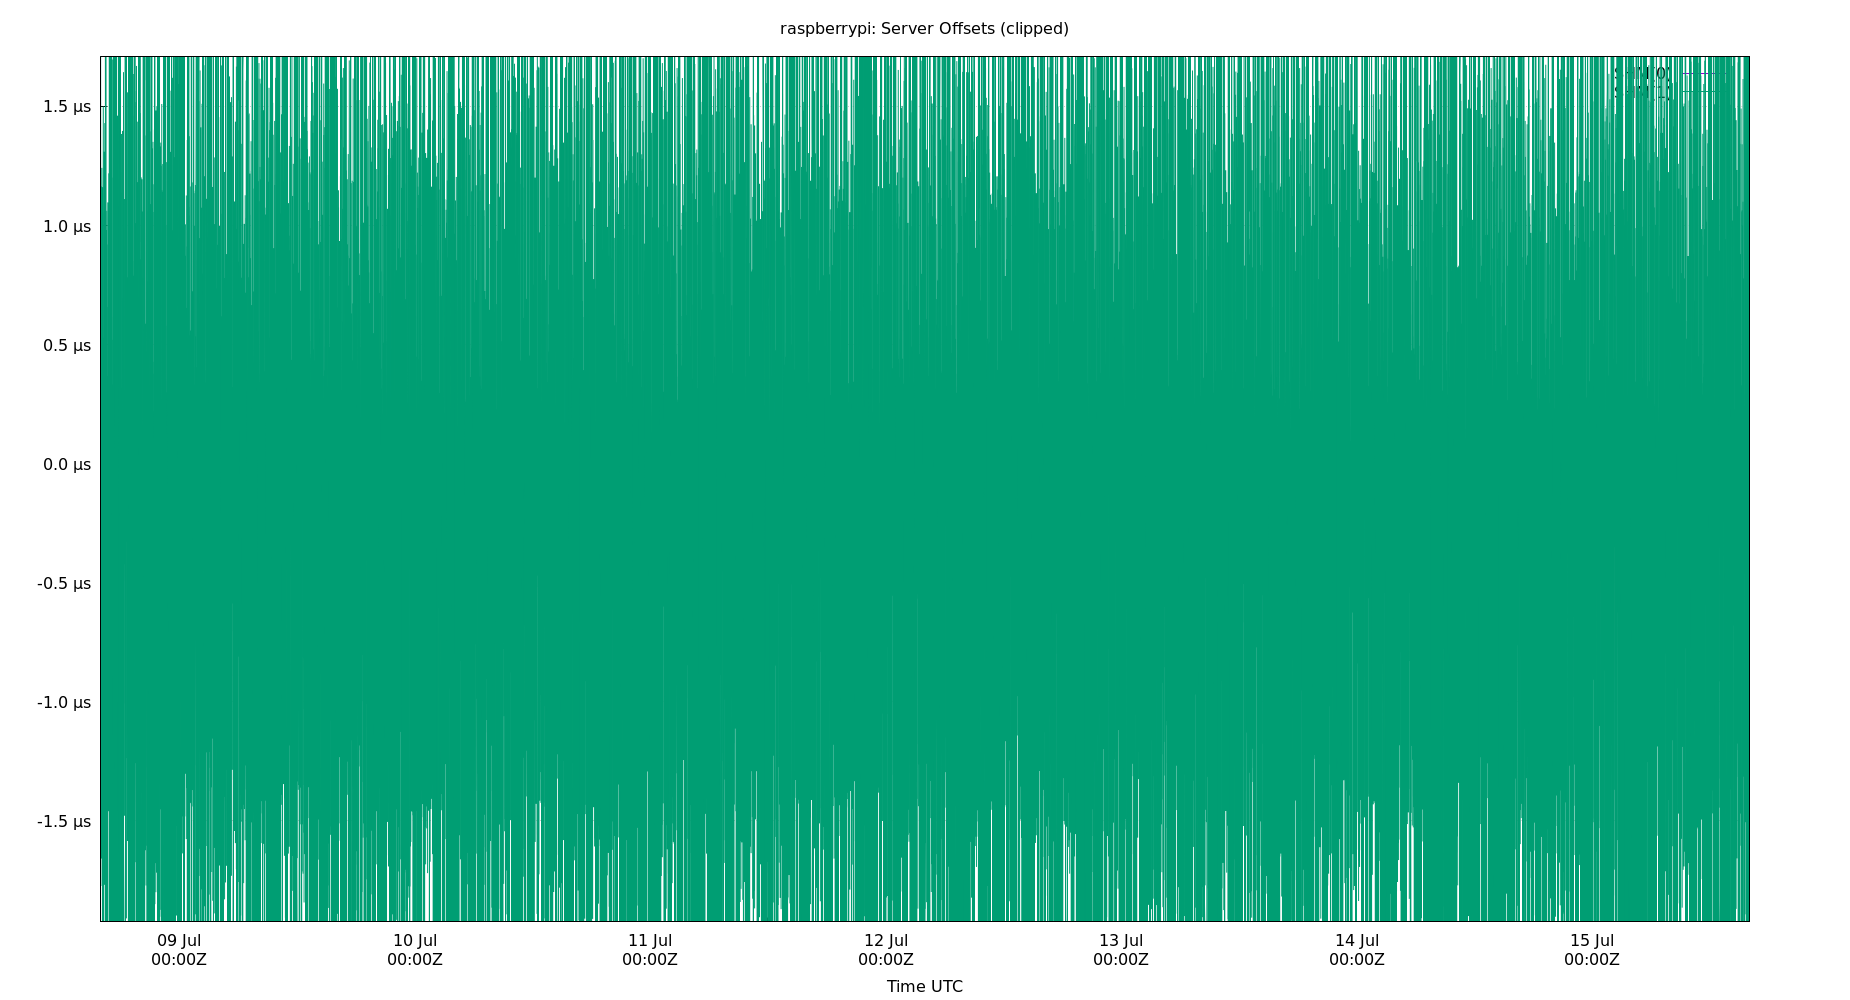 raspberrypi: Server Offsets (clipped)
1.5 µs
1.0 µs
0.5 µs
0.0 µs
-0.5 µs
-1.0 µs
-1.5 µs
09 Jul
00:00Z
10 Jul
00:00Z
11 Jul
00:00Z
12 Jul
00:00Z
13 Jul
00:00Z
14 Jul
00:00Z
15 Jul
00:00Z
Time UTC